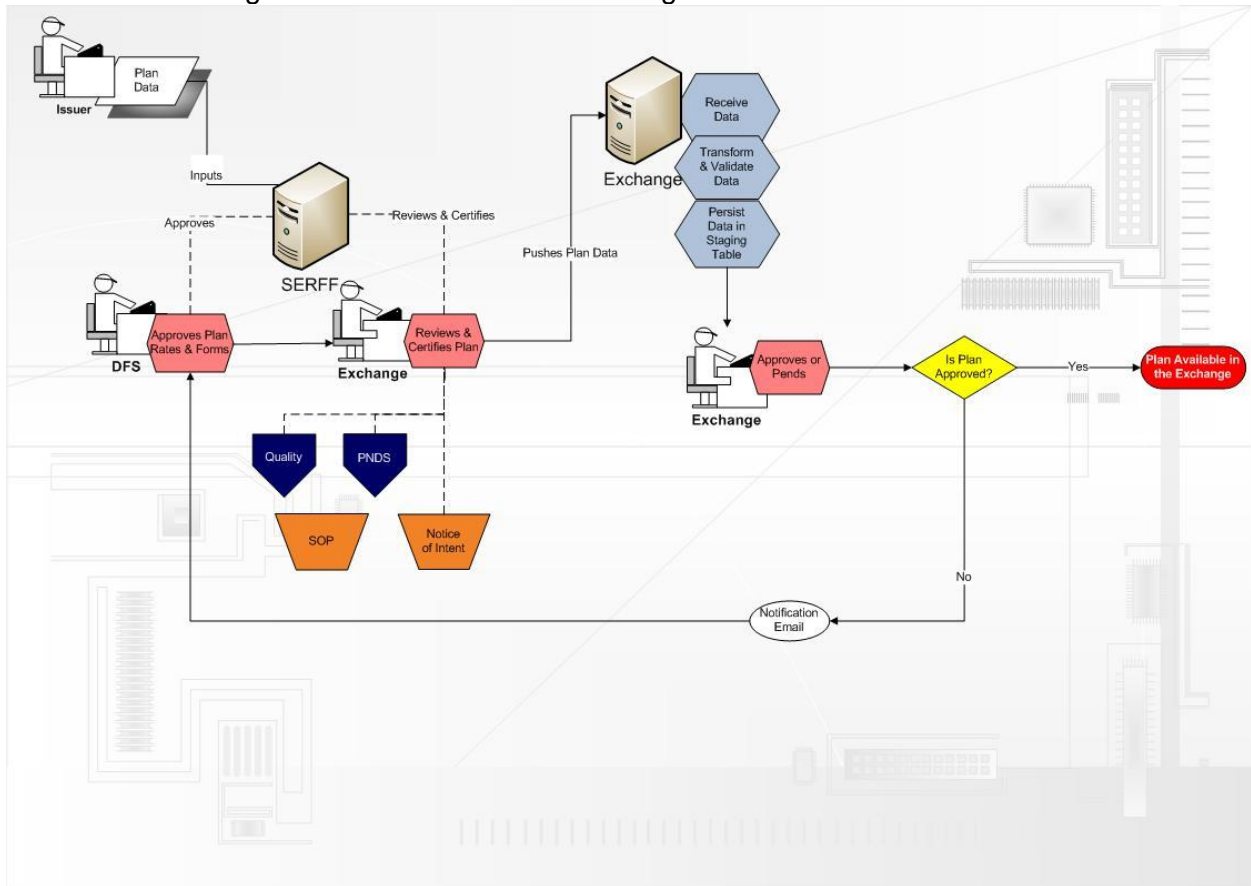 Plan
Data
Issuer
Inputs
Approves
Reviews & Certifies
SERFF
Exchange
Receive
Data
Transform
& Validate
Data
Persist
Data in
Staging
Table
Pushes Plan Data
Approves Plan
Rates & Forms
DFS
Reviews &
Certifies Plan
Exchange
Approves or
Pends
Exchange
Is Plan
Approved?
Yes
Plan Available in
the Exchange
Quality
PNDS
SOP
Notice
of Intent
No
Notification
Email